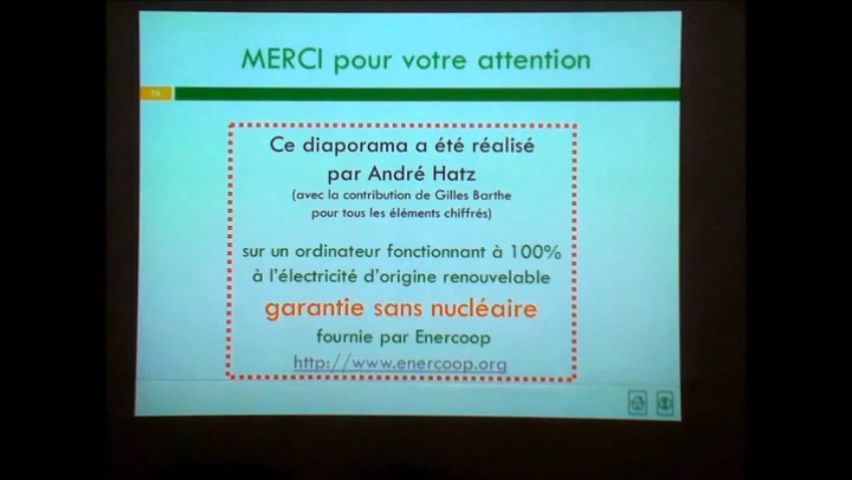 MERCI pour votre attention
75
Ce diaporama a été réalisé
par André Hatz
(avec la contribution de Gilles Barthe
pour tous les éléments chiffrés)
sur un ordinateur fonctionnant à 100%
à l'électricité d'origine renouvelable
garantie sans nucléaire
fournie par Enercoop
http://www.enercoop.org